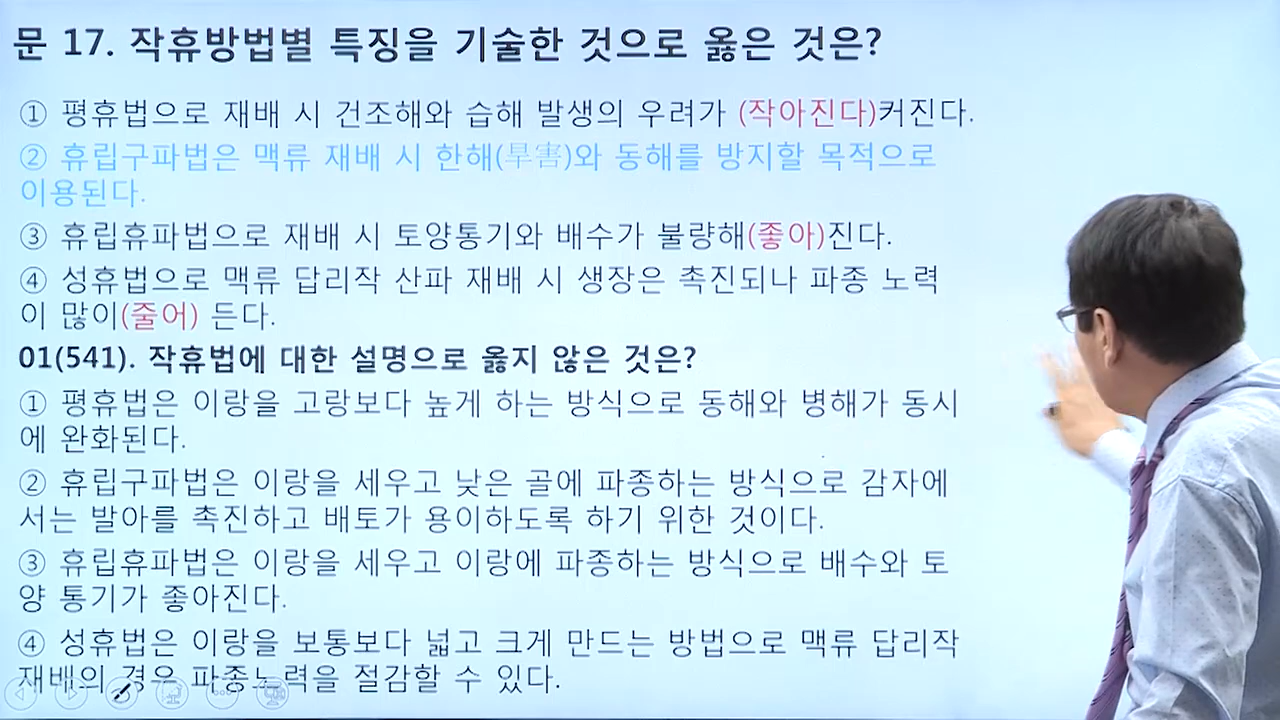 문 17. 작휴방법별 특징을 기술한 것으로 옳은 것은?
① 평휴법으로 재배 시 건조해와 습해 발생의 우려가 (작아진다)커진다.
② 휴립구파법은 맥류 재배 시 한해(旱害)와 동해를 방지할 목적으로
이용된다.
③ 휴립휴파법으로 재배 시 토양통기와 배수가 불량해(좋아)진다.
④ 성휴법으로 맥류 답리작 산파 재배 시 생장은 촉진되나 파종 노력
이 많이(줄어) 든다.
01(541). 작휴법에 대한 설명으로 옳지 않은 것은?
① 평휴법은 이랑을 고랑보다 높게 하는 방식으로 동해와 병해가 동시
에 완화된다.
② 휴립구파법은 이랑을 세우고 낮은 골에 파종하는 방식으로 감자에
서는 발아를 촉진하고 배토가 용이하도록 하기 위한 것이다.
③ 휴립휴파법은 이랑을 세우고 이랑에 파종하는 방식으로 배수와 토
양 통기가 좋아진다.
④ 성휴법은 이랑을 보통보다 넓고 크게 만드는 방법으로 맥류 답리작
재배의 경우 파종노력을 절감할 수 있다.